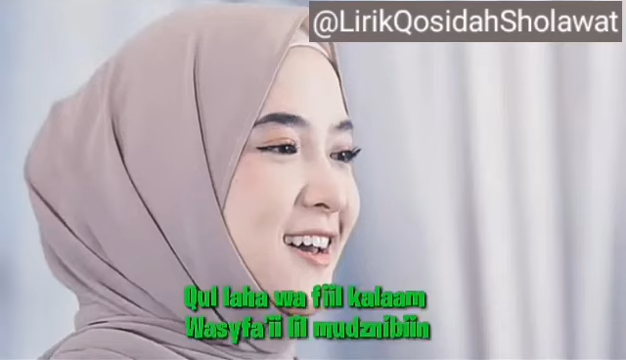 @LirikQosidahSholawat
Qul laha wa fiil kalaam
Wasyfa'ii lil mudznibiin